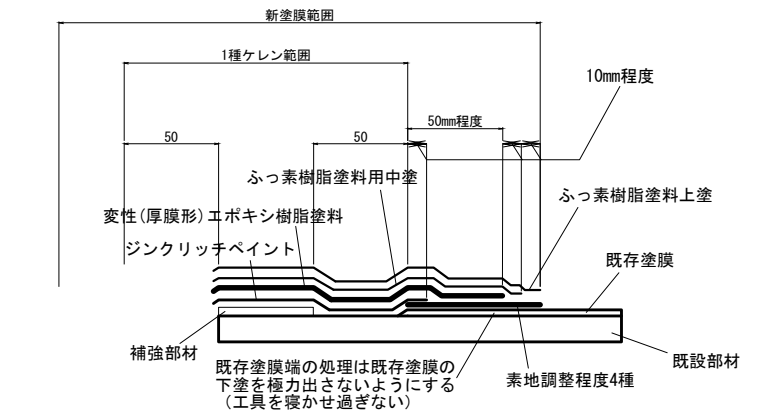 新塗膜範囲
1種ケレン範囲
10mm程度
50mm程度
50
50
ふっ素樹脂塗料用中塗
ふっ素樹脂塗料上塗
変性(厚膜形)エポキシ樹脂塗料
ジンクリッチペイント
既存塗膜
補強部材
既設部材
既存塗膜端の処理は既存塗膜の
下塗を極力出さないようにする
(工具を寝かせ過ぎない)
素地調整程度4種